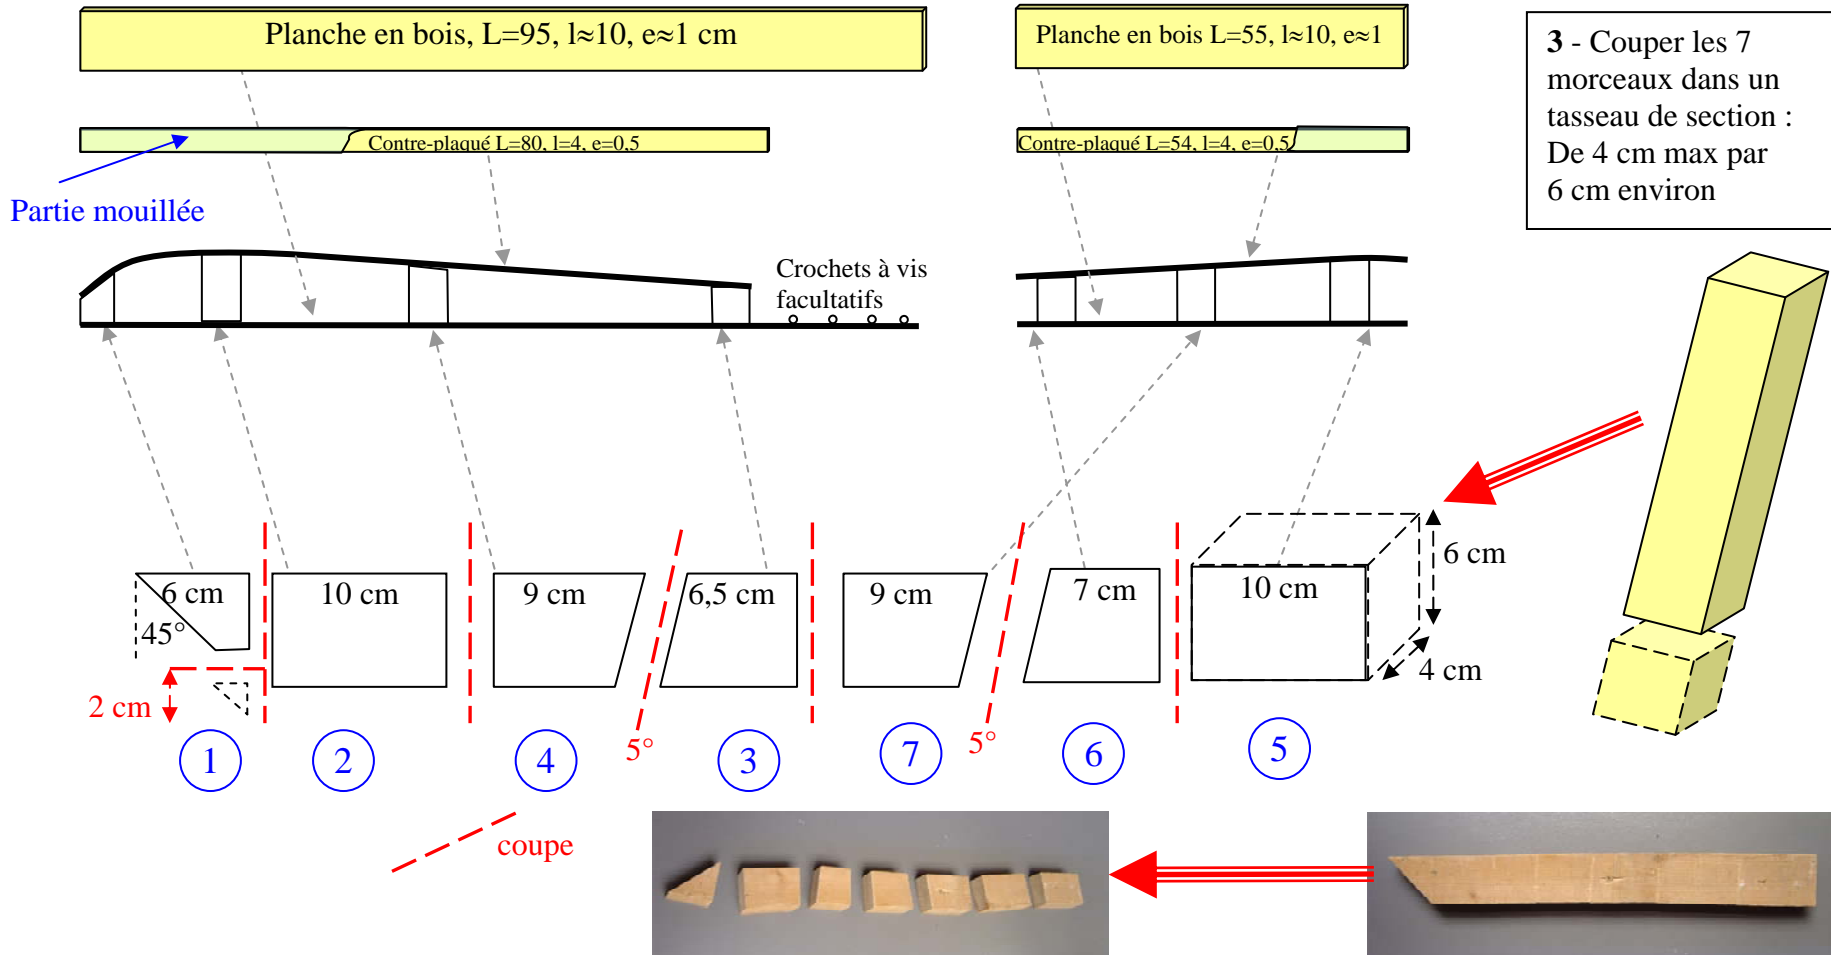 Planche en bois, L=95, l≈10, e≈1 cm
Planche en bois L=55, l≈10, e≈1
3 - Couper les 7
morceaux dans un
tasseau de section :
De 4 cm max par
6 cm environ
Contre-plaqué L=80, l=4, e=0,5
Contre-plaqué L=54, l=4, e=0,5
Partie mouillée
Crochets à vis
facultatifs
6 cm
45°
2 cm
10 cm
9 cm
5°
6,5 cm
9 cm
5°
7 cm
10 cm
6 cm
4 cm
1
2
4
3
7
6
5
coupe